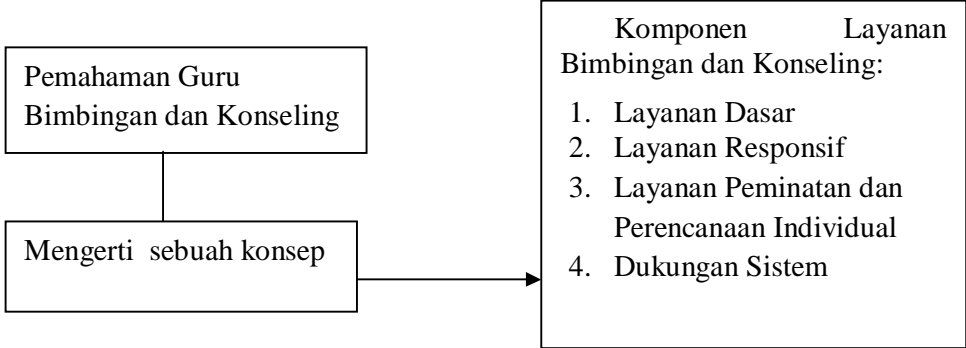 Pemahaman Guru
Bimbingan dan Konseling
Mengerti sebuah konsep
Komponen Layanan
Bimbingan dan Konseling:
1. Layanan Dasar
2. Layanan Responsif
3. Layanan Peminatan dan
Perencanaan Individual
4. Dukungan Sistem